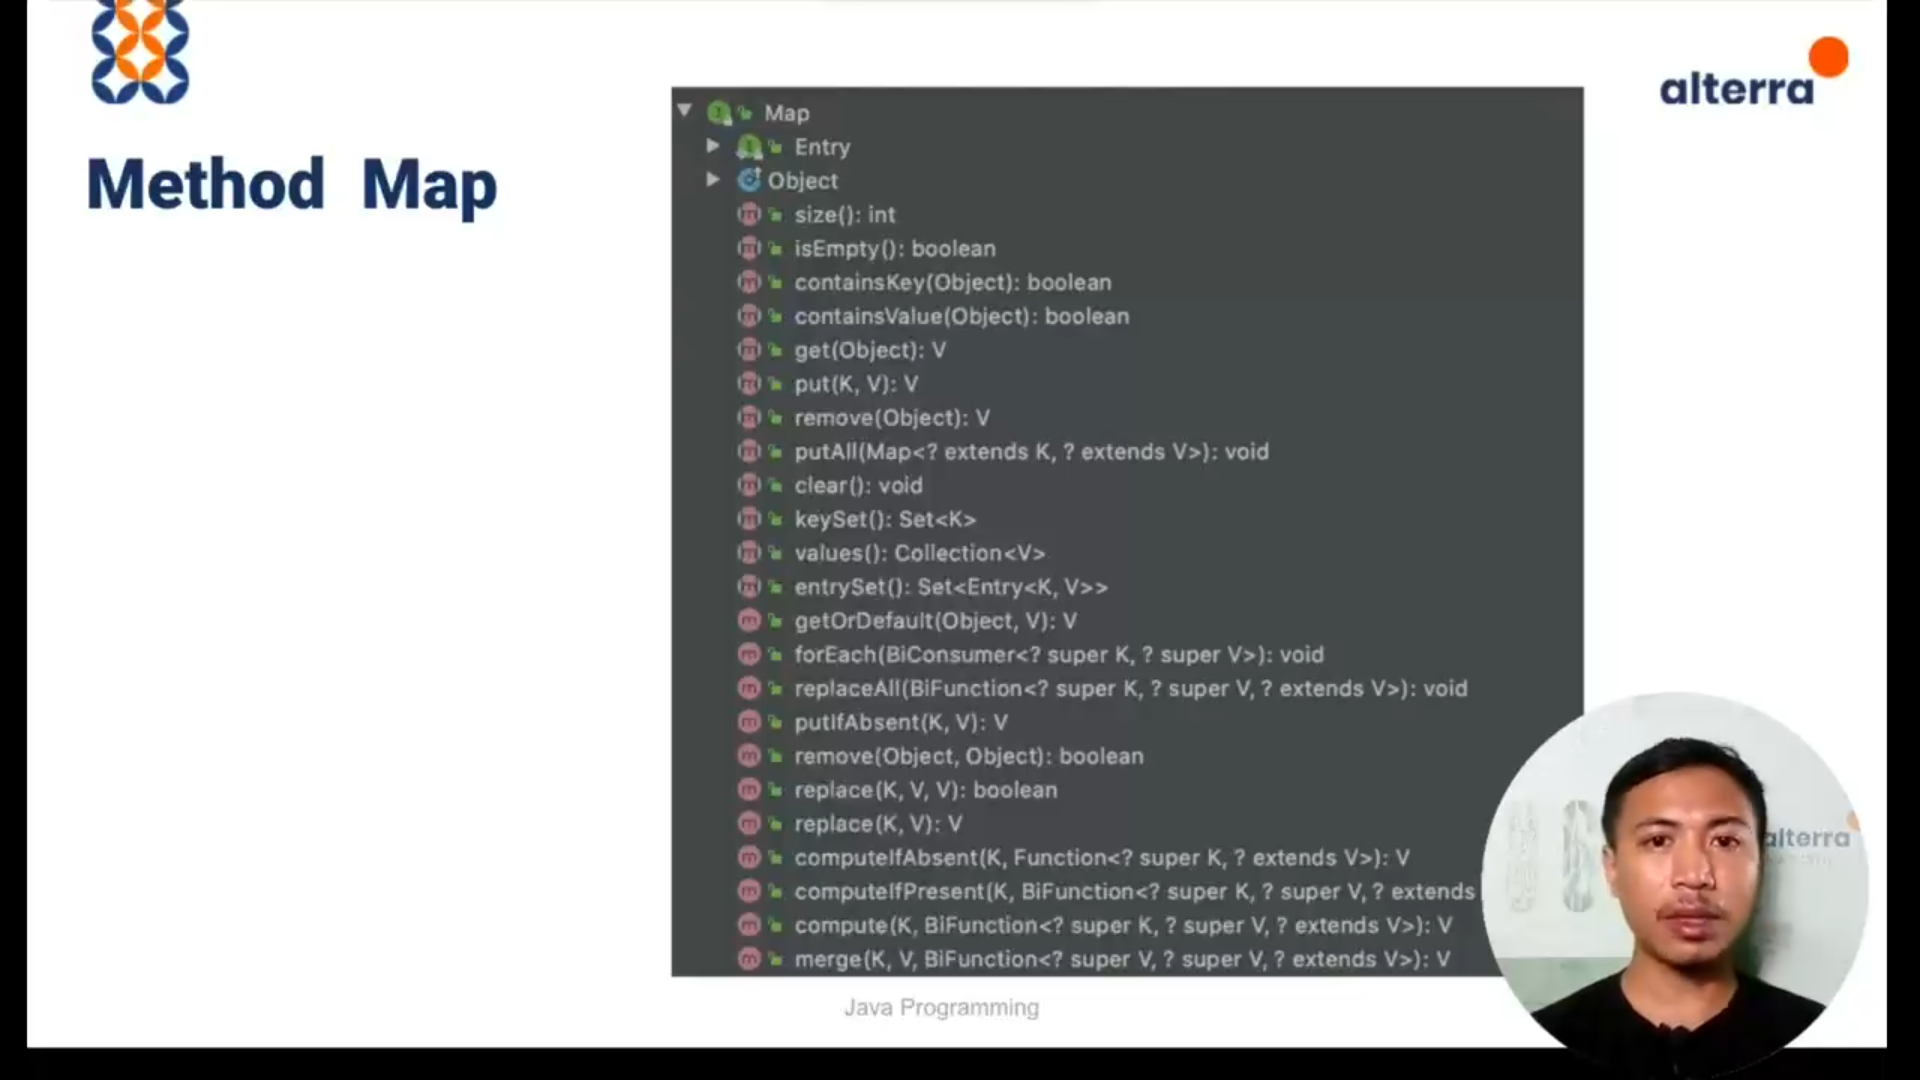 alterra
Method Map
Map
Entry
Object
size(): int
isEmpty(): boolean
containsKey(Object): boolean
containsValue(Object): boolean
get(Object): V
put(K, V): V
remove(Object): V
putAll(Map<? extends K, ? extends V>): void
clear(): void
keySet(): Set<K>
values(): Collection<V>
entrySet(): Set<Entry<K, V>>
getOrDefault(Object, V): V
forEach(BiConsumer<? super K, ? super V>): void
replaceAll(BiFunction<? super K, ? super V, ? extends V>): void
putIfAbsent(K, V): V
remove(Object, Object): boolean
replace(K, V, V): boolean
replace(K, V): V
computeIfAbsent(K, Function<? super K, ? extends V>): V
computeIfPresent(K, BiFunction<? super K, ? super V, ? extends
compute(K, BiFunction<? super K, ? super V, ? extends V>): V
merge(K, V, BiFunction<? super V, ? super V, ? extends V>): V
alterra
Java Programming